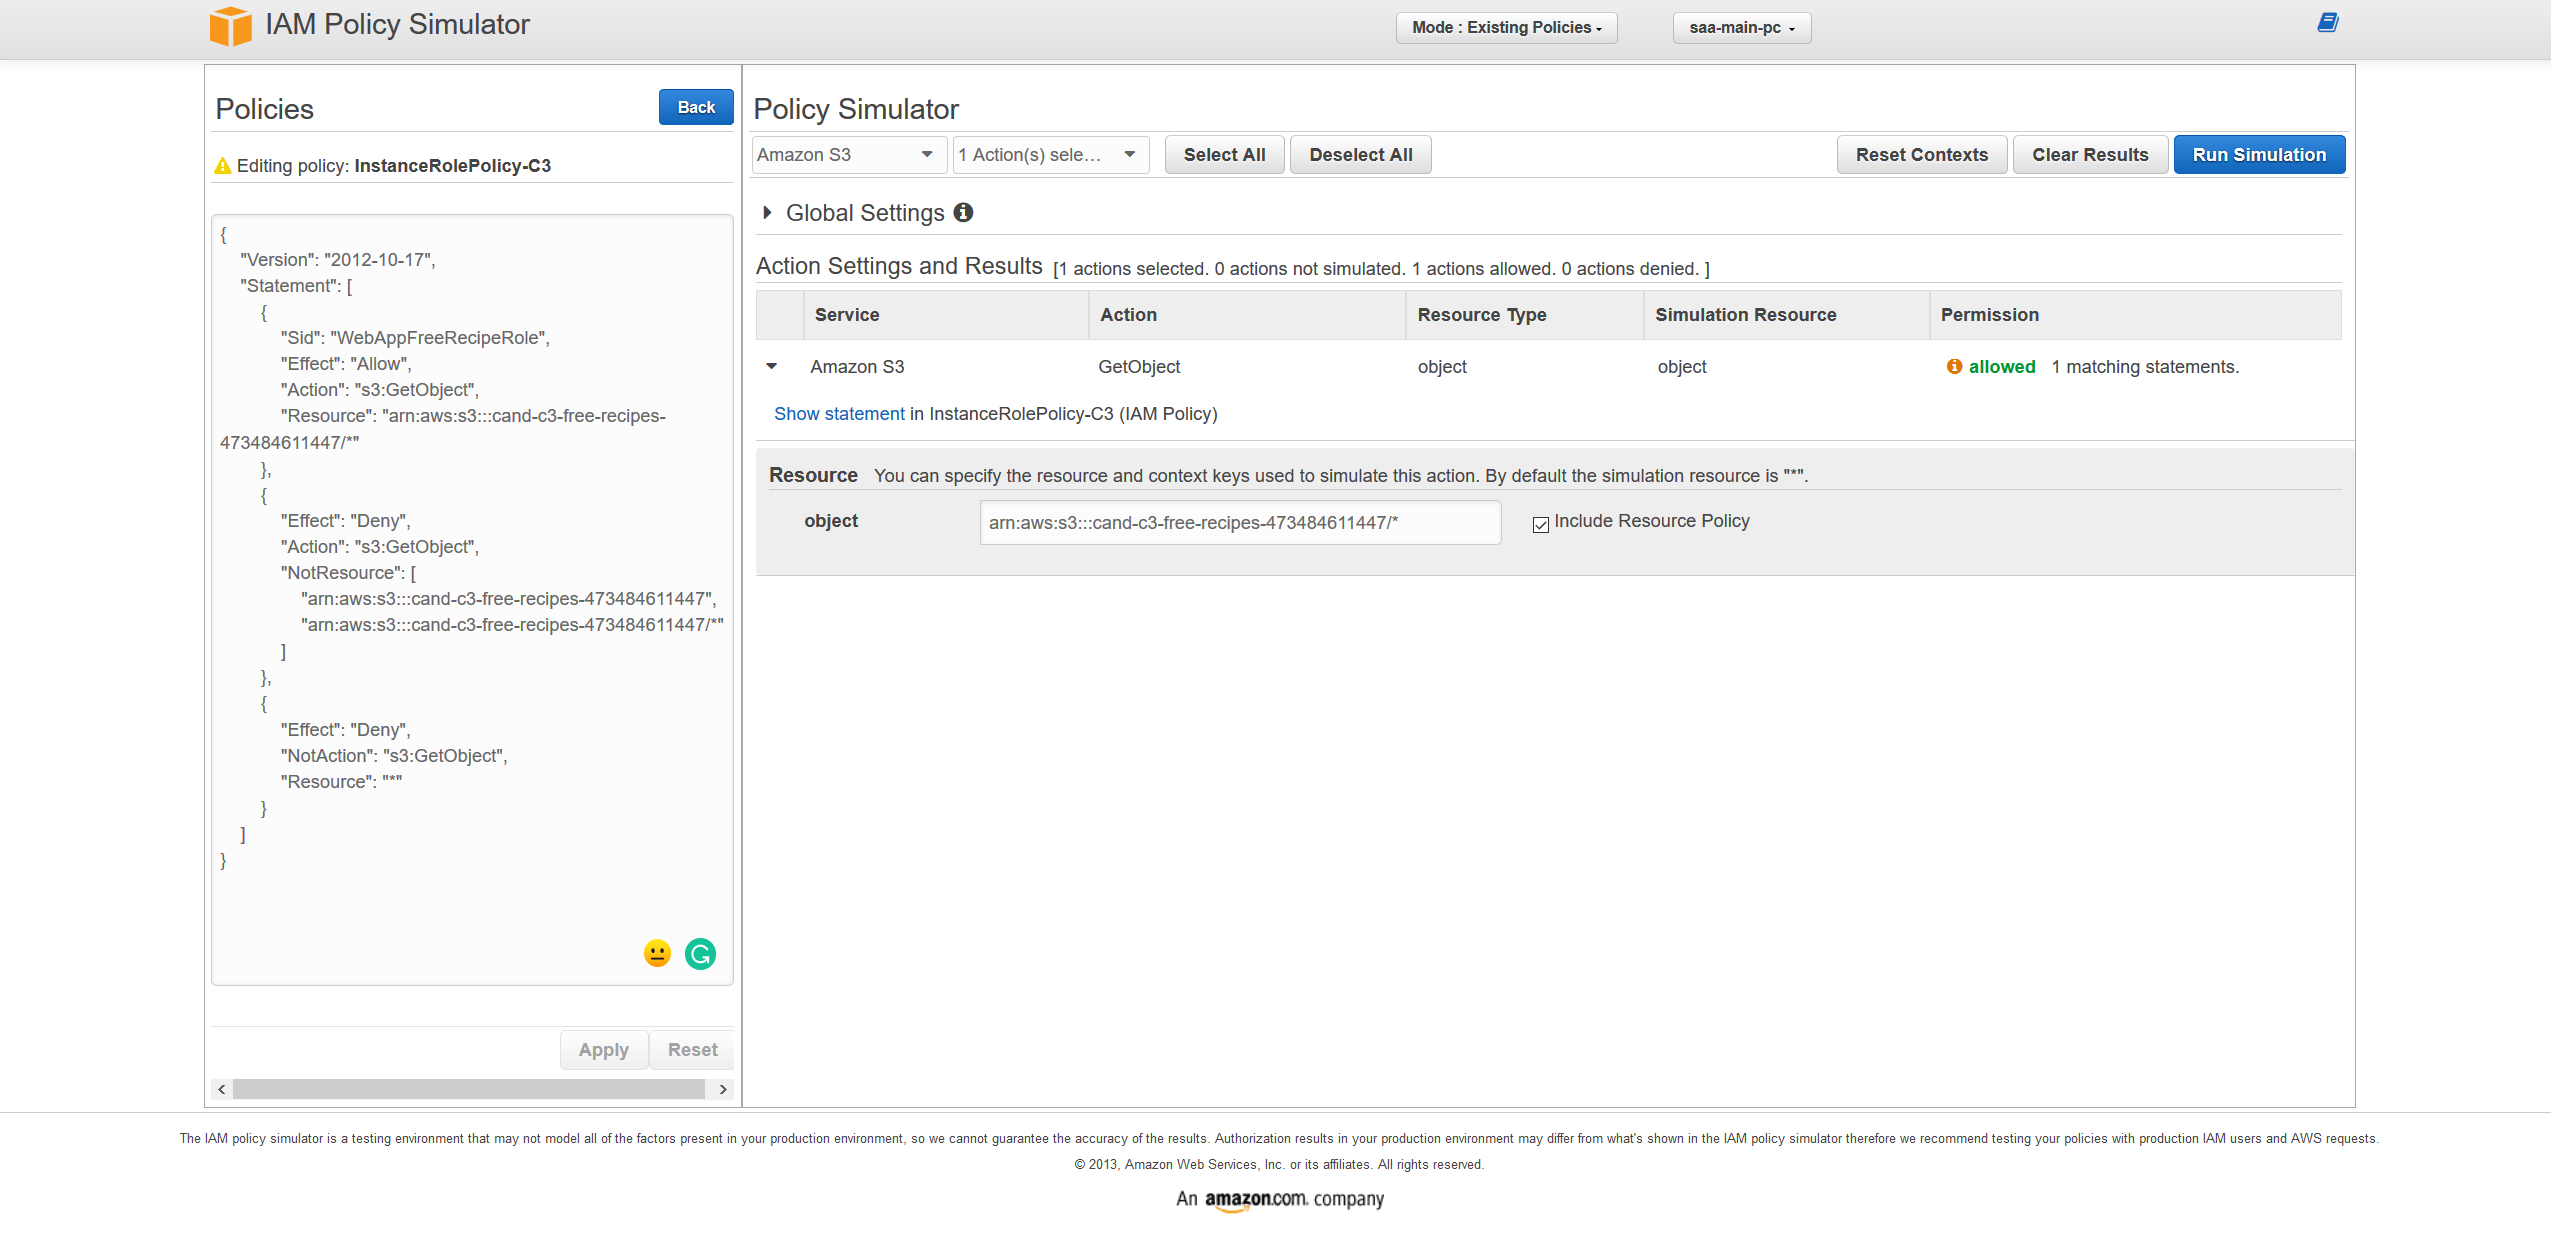 IAM Policy Simulator
Mode : Existing Policies
saa-main-pc
Policies
Back
Editing policy: InstanceRolePolicy-C3
{
"Version": "2012-10-17",
"Statement": [
{
"Sid": "WebAppFreeRecipeRole",
"Effect": "Allow",
"Action": "s3:GetObject",
"Resource": "arn:aws:s3:::cand-c3-free-recipes-
473484611447/*"
},
{
"Effect": "Deny",
"Action": "s3:GetObject",
"NotResource": [
"arn:aws:s3:::cand-c3-free-recipes-473484611447",
"arn:aws:s3:::cand-c3-free-recipes-473484611447/*"
]
},
{
"Effect": "Deny",
"NotAction": "s3:GetObject",
"Resource": "*"
}
]
}
Apply
Reset
Policy Simulator
Amazon S3
1 Action(s) sele...
Select All
Deselect All
Reset Contexts
Clear Results
Run Simulation
Global Settings
Action Settings and Results [1 actions selected. 0 actions not simulated. 1 actions allowed. 0 actions denied. ]
Service Action Resource Type Simulation Resource Permission
Amazon S3 GetObject object object allowed 1 matching statements.
Show statement in InstanceRolePolicy-C3 (IAM Policy)
Resource You can specify the resource and context keys used to simulate this action. By default the simulation resource is "*".
object arn:aws:s3:::cand-c3-free-recipes-473484611447/* Include Resource Policy
The IAM policy simulator is a testing environment that may not model all of the factors present in your production environment, so we cannot guarantee the accuracy of the results. Authorization results in your production environment may differ from what's shown in the IAM policy simulator therefore we recommend testing your policies with production IAM users and AWS requests.
© 2013, Amazon Web Services, Inc. or its affiliates. All rights reserved.
An amazon.com. company